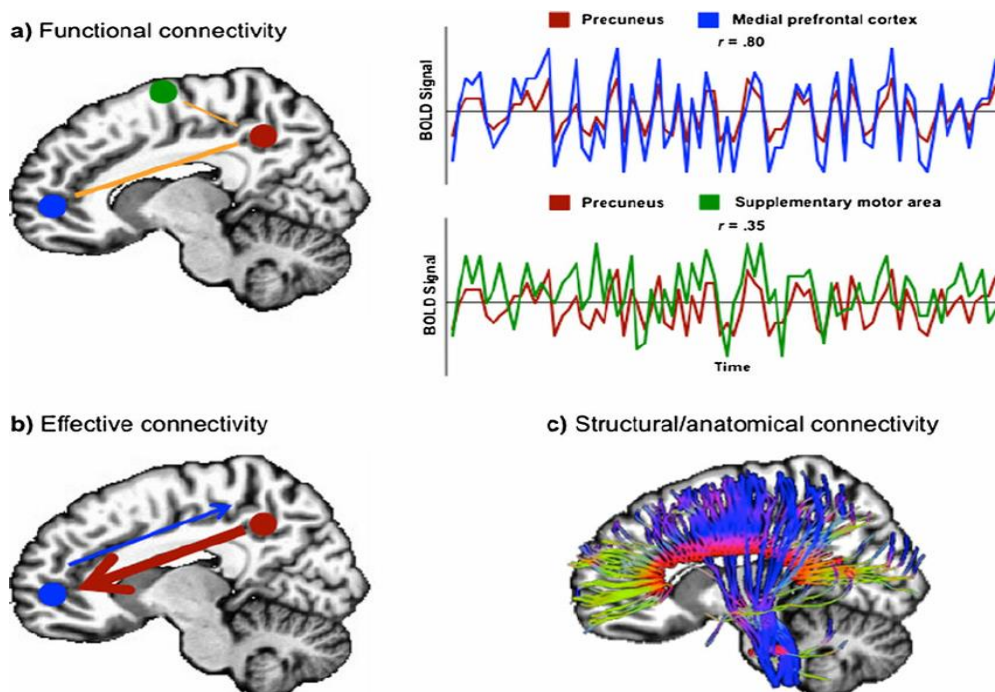 a) Functional connectivity
Precuneus Medial prefrontal cortex
r = .80
BOLD Signal
Precuneus Supplementary motor area
r = .35
BOLD Signal
Time
b) Effective connectivity
c) Structural/anatomical connectivity